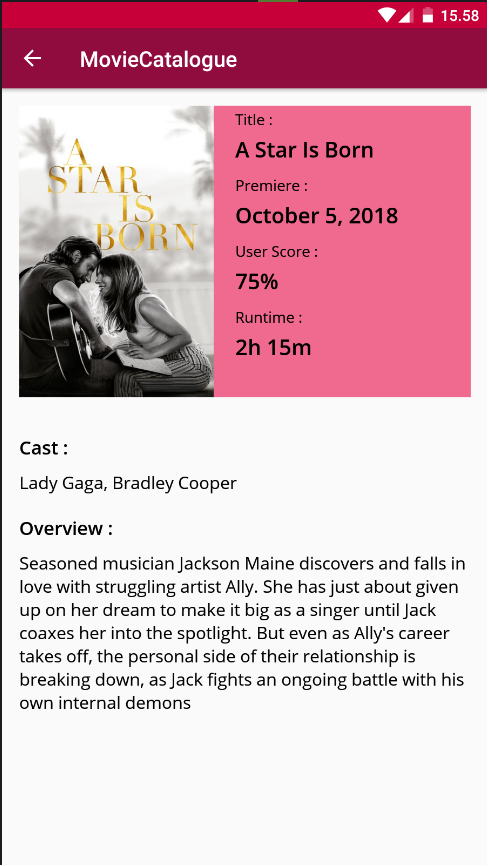 15.58
MovieCatalogue
A
STAR
IS
BORN
Title :
A Star Is Born
Premiere :
October 5, 2018
User Score :
75%
Runtime :
2h 15m
Cast :
Lady Gaga, Bradley Cooper
Overview :
Seasoned musician Jackson Maine discovers and falls in
love with struggling artist Ally. She has just about given
up on her dream to make it big as a singer until Jack
coaxes her into the spotlight. But even as Ally's career
takes off, the personal side of their relationship is
breaking down, as Jack fights an ongoing battle with his
own internal demons